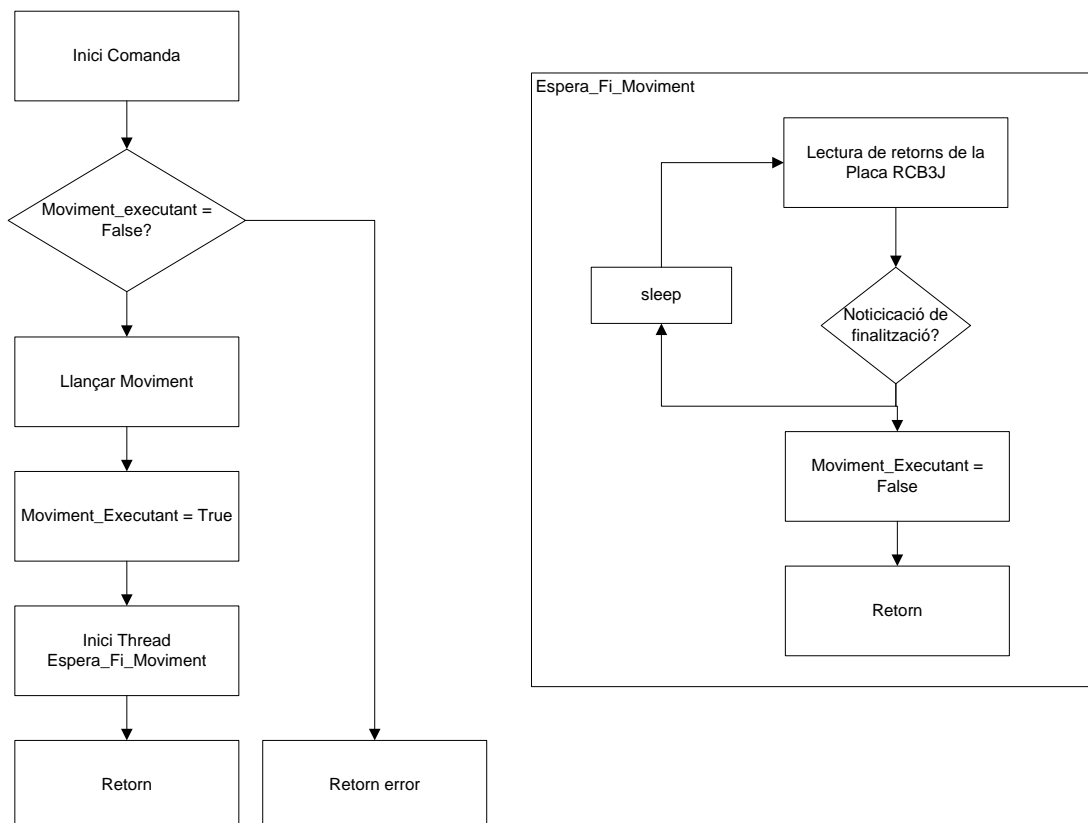 Inici Comanda
Moviment_executant =
False?
Llançar Moviment
Moviment_Executant = True
Inici Thread
Espera_Fi_Moviment
Retorn
Retorn error
Espera_Fi_Moviment
Lectura de retorns de la
Placa RCB3J
sleep
Noticicació de
finalització?
Moviment_Executant =
False
Retorn